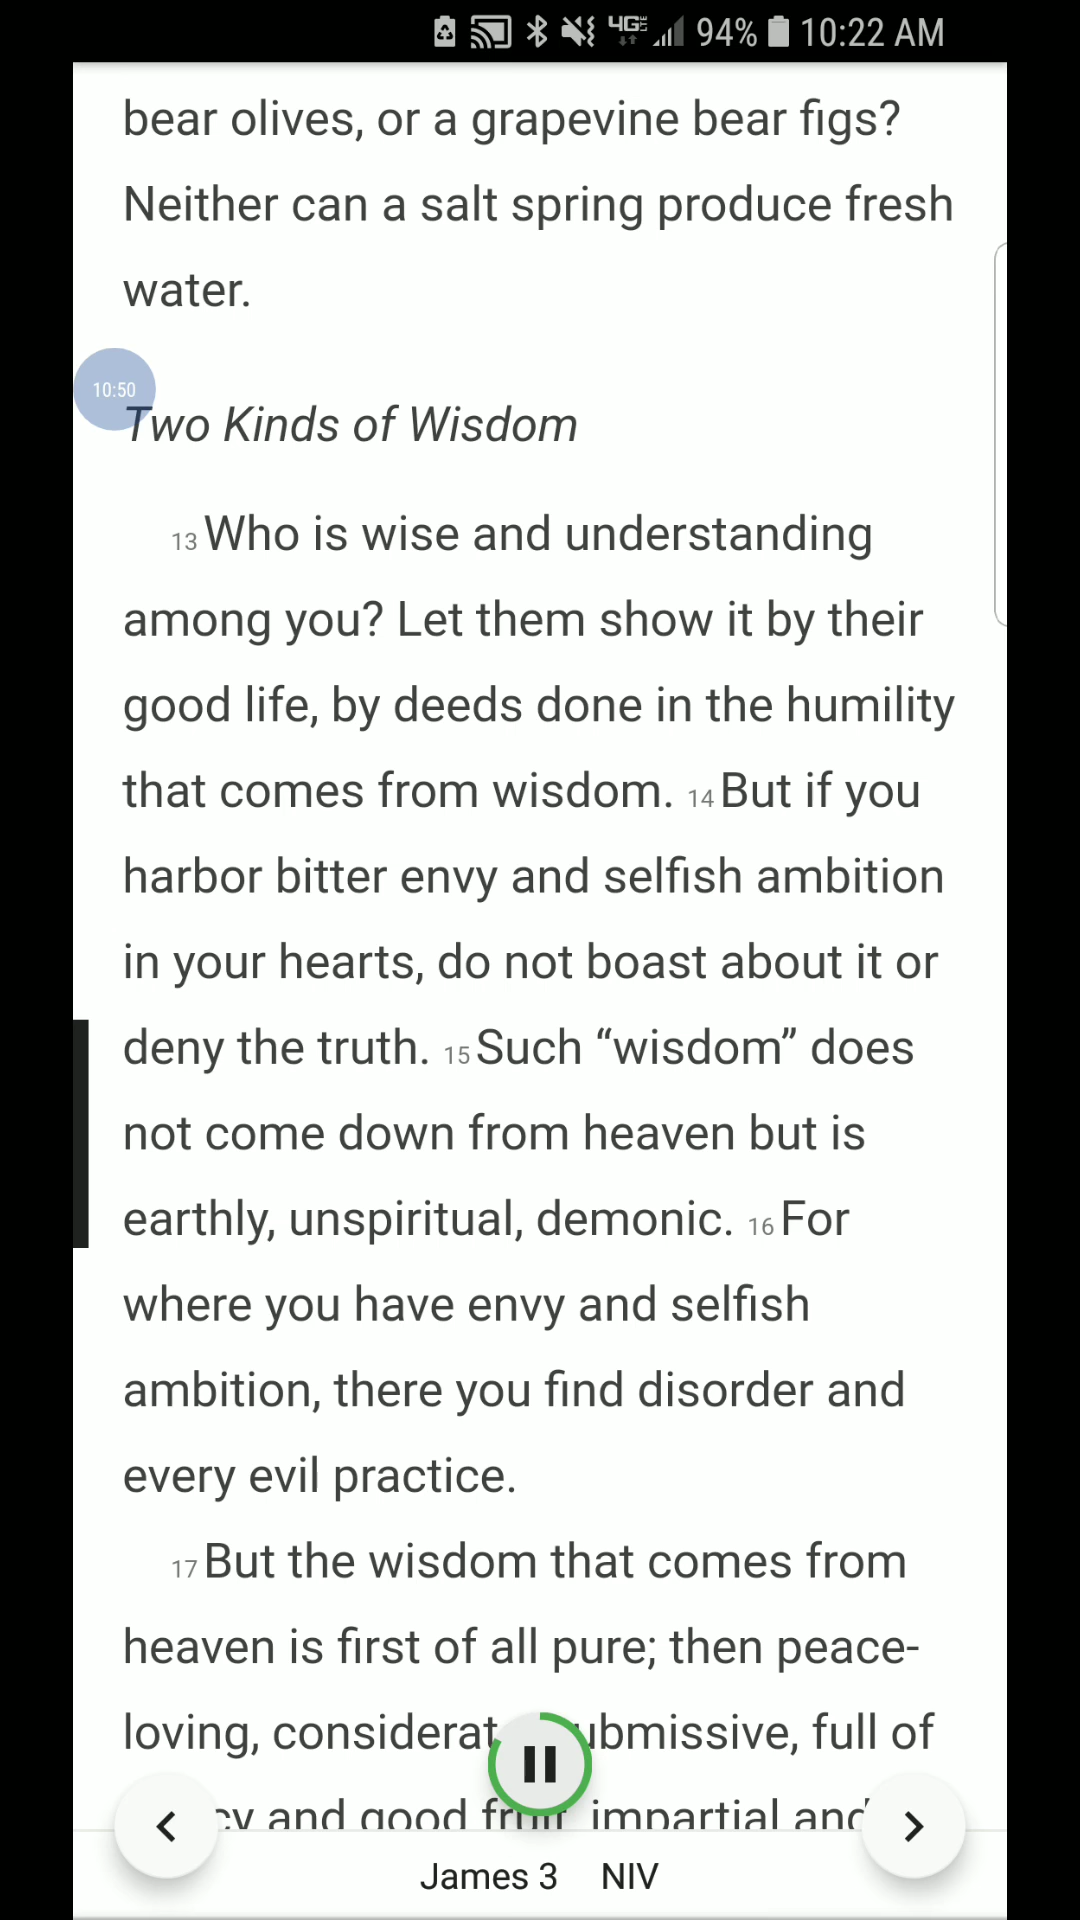 4G LTE 94% 10:22 AM
bear olives, or a grapevine bear figs?
Neither can a salt spring produce fresh
water.
10:50
Two Kinds of Wisdom
13 Who is wise and understanding
among you? Let them show it by their
good life, by deeds done in the humility
that comes from wisdom. 14 But if you
harbor bitter envy and selfish ambition
in your hearts, do not boast about it or
deny the truth. 15 Such “wisdom” does
not come down from heaven but is
earthly, unspiritual, demonic. 16 For
where you have envy and selfish
ambition, there you find disorder and
every evil practice.
17 But the wisdom that comes from
heaven is first of all pure; then peace-
loving, considerat ubmissive, full of
cy and good fruit, impartial and
James 3 NIV